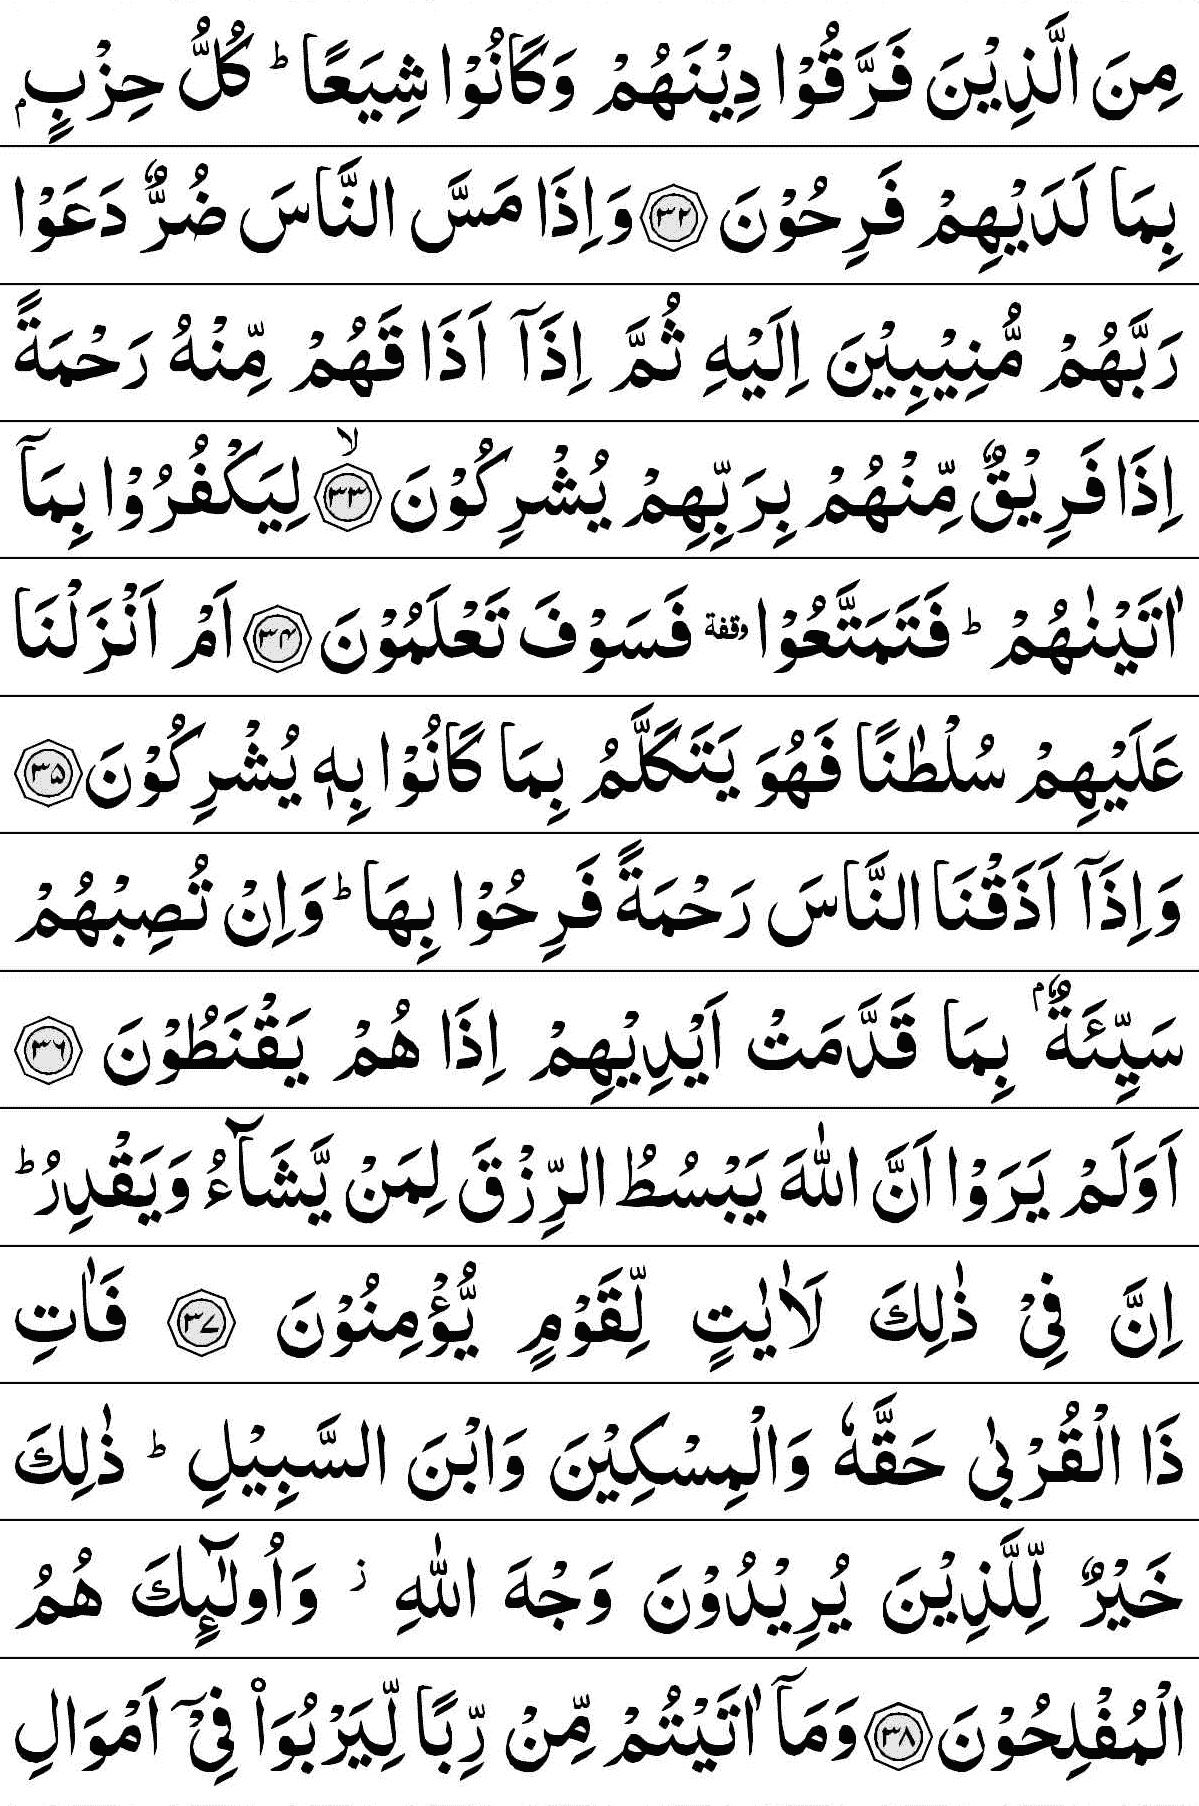 مِنَ الَّذِيْنَ فَرَّقُوْا دِيْنَهُمْ وَكَانُوْا شِيَعًا ؕ كُلُّ حِزْبٍۭ
بِمَا لَدَيْهِمْ فَرِحُوْنَ ﴿۳۲﴾ وَاِذَا مَسَّ النَّاسَ ضُرٌّ دَعَوْا
رَبَّهُمْ مُّنِيْبِيْنَ اِلَيْهِ ثُمَّ اِذَاۤ اَذَاقَهُمْ مِّنْهُ رَحْمَةً
اِذَا فَرِيْقٌ مِّنْهُمْ بِرَبِّهِمْ يُشْرِكُوْنَ ۙ﴿۳۳﴾ لِيَكْفُرُوْا بِمَاۤ
اٰتَيْنٰهُمْ ؕ فَتَمَتَّعُوْا وقفة فَسَوْفَ تَعْلَمُوْنَ ﴿۳۴﴾ اَمْ اَنْزَلْنَا
عَلَيْهِمْ سُلْطٰنًا فَهُوَ يَتَكَلَّمُ بِمَا كَانُوْا بِهٖ يُشْرِكُوْنَ ﴿۳۵﴾
وَاِذَاۤ اَذَقْنَا النَّاسَ رَحْمَةً فَرِحُوْا بِهَا ؕ وَاِنْ تُصِبْهُمْ
سَيِّئَةٌۢ بِمَا قَدَّمَتْ اَيْدِيْهِمْ اِذَا هُمْ يَقْنَطُوْنَ ﴿۳۶﴾
اَوَلَمْ يَرَوْا اَنَّ اللّٰهَ يَبْسُطُ الرِّزْقَ لِمَنْ يَّشَآءُ وَيَقْدِرُ ؕ
اِنَّ فِيْ ذٰلِكَ لَاٰيٰتٍ لِّقَوْمٍ يُّؤْمِنُوْنَ ﴿۳۷﴾ فَاٰتِ
ذَا الْقُرْبٰى حَقَّهٗ وَالْمِسْكِيْنَ وَابْنَ السَّبِيْلِ ؕ ذٰلِكَ
خَيْرٌ لِّلَّذِيْنَ يُرِيْدُوْنَ وَجْهَ اللّٰهِ ز وَاُولٰٓئِكَ هُمُ
الْمُفْلِحُوْنَ ﴿۳۸﴾ وَمَاۤ اٰتَيْتُمْ مِّنْ رِّبًا لِّيَرْبُوَا۟ فِيْۤ اَمْوَالِ